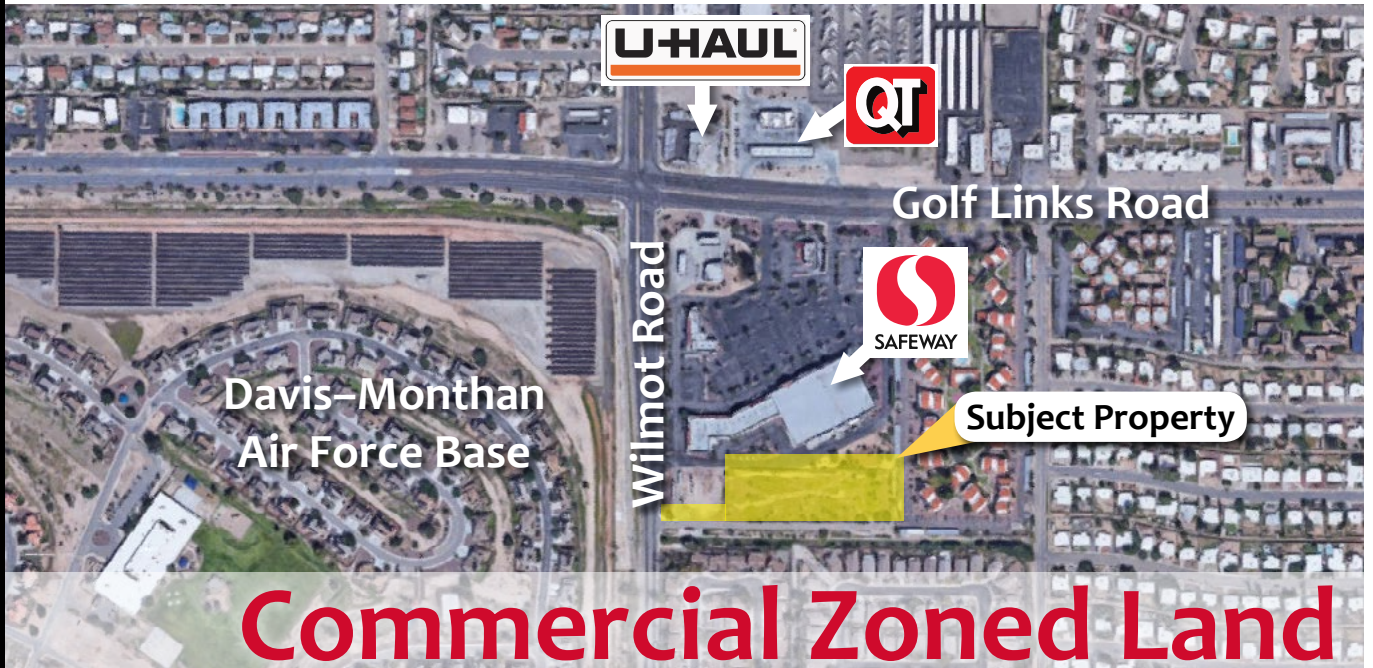 U-HAUL
QT
Golf Links Road
Wilmot Road
SAFEWAY
Subject Property
Davis–Monthan
Air Force Base
Commercial Zoned Land